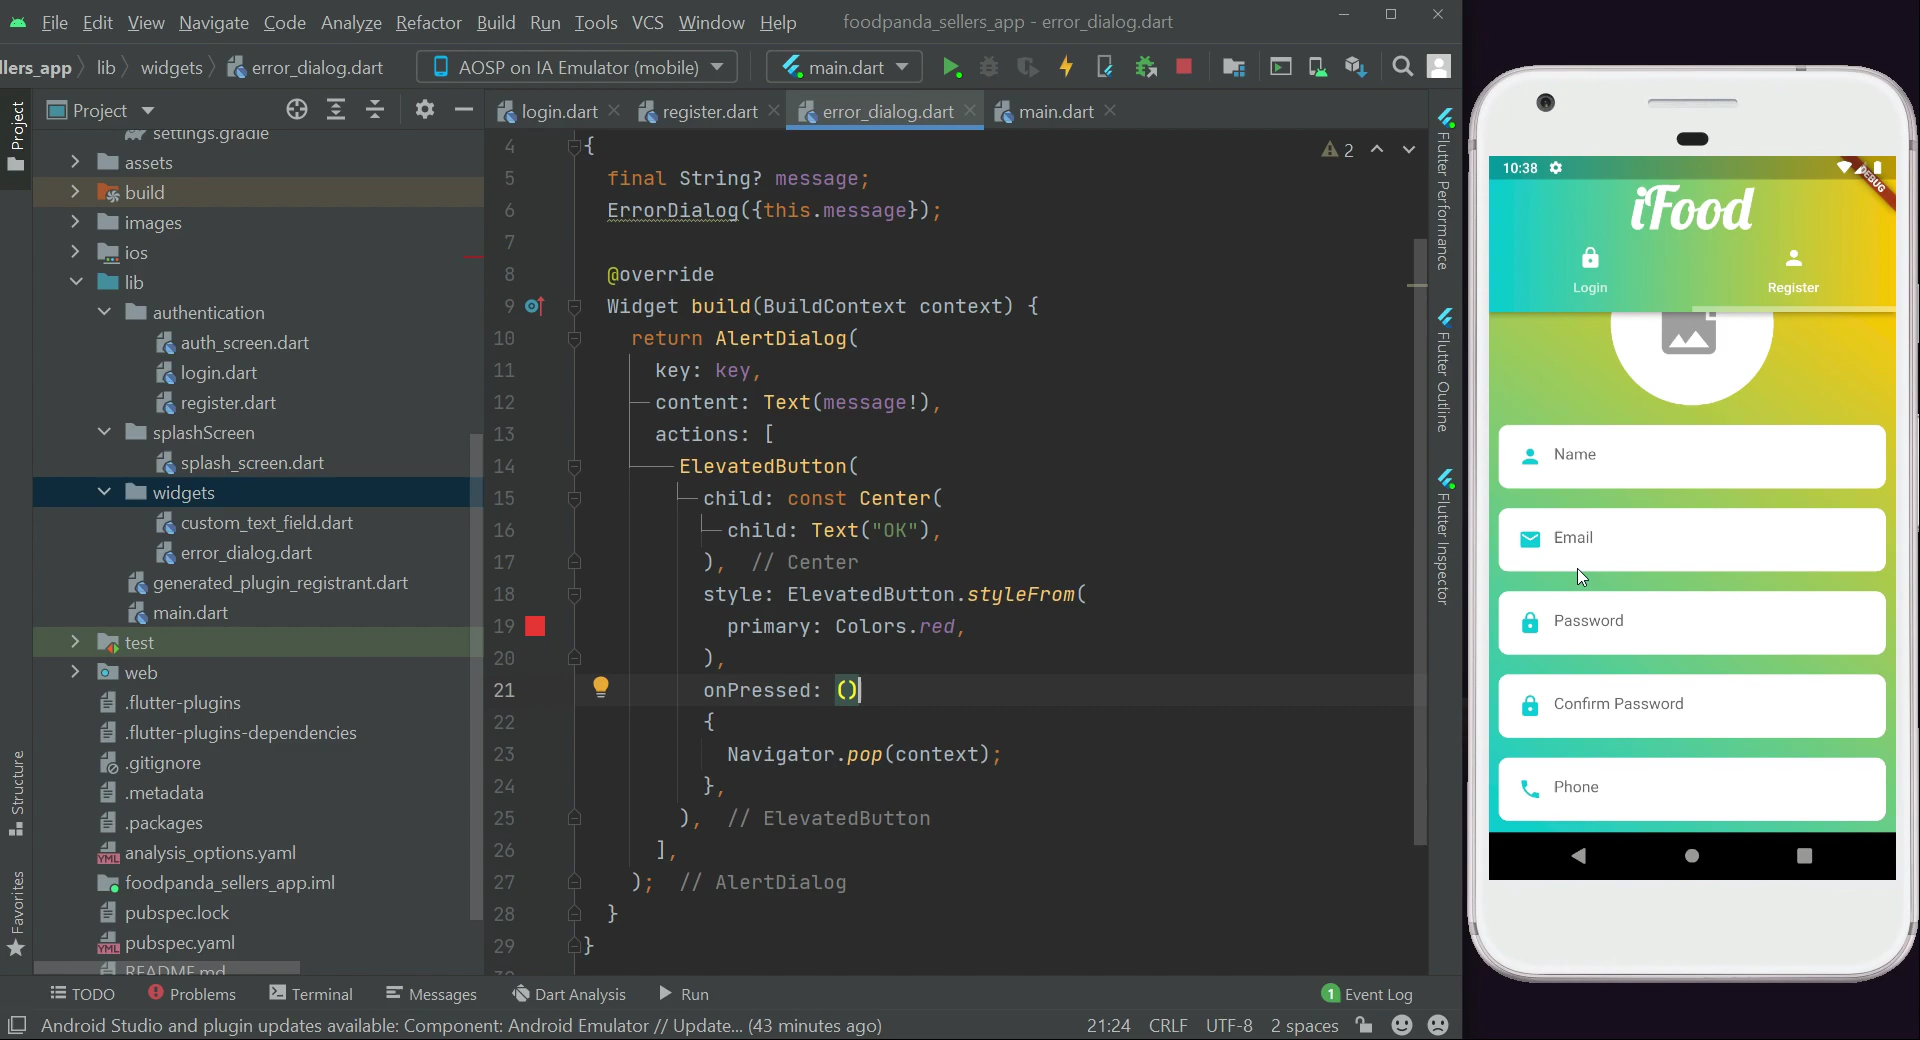 File Edit View Navigate Code Analyze Refactor Build Run Tools VCS Window Help foodpanda_sellers_app - error_dialog.dart
llers_app lib widgets error_dialog.dart AOSP on IA Emulator (mobile) main.dart
Project
login.dart register.dart error_dialog.dart main.dart
Project
settings.gradle
assets
build
images
ios
lib
authentication
auth_screen.dart
login.dart
register.dart
splashScreen
splash_screen.dart
widgets
custom_text_field.dart
error_dialog.dart
generated_plugin_registrant.dart
main.dart
test
web
.flutter-plugins
.flutter-plugins-dependencies
.gitignore
.metadata
.packages
analysis_options.yaml
foodpanda_sellers_app.iml
pubspec.lock
pubspec.yaml
README.md
Structure
Favorites
2
4 {
5 final String? message;
6 ErrorDialog({this.message});
7
8 @override
9 Widget build(BuildContext context) {
10 return AlertDialog(
11 key: key,
12 content: Text(message!),
13 actions: [
14 ElevatedButton(
15 child: const Center(
16 child: Text("OK"),
17 ), // Center
18 style: ElevatedButton.styleFrom(
19 primary: Colors.red,
20 ),
21 onPressed: ()
22 {
23 Navigator.pop(context);
24 },
25 ), // ElevatedButton
26 ],
27 ); // AlertDialog
28 }
29 }
Flutter Performance
Flutter Outline
Flutter Inspector
10:38
DEBUG
iFood
Login Register
Name
Email
Password
Confirm Password
Phone
TODO Problems Terminal Messages Dart Analysis Run 1 Event Log
Android Studio and plugin updates available: Component: Android Emulator // Update... (43 minutes ago) 21:24 CRLF UTF-8 2 spaces